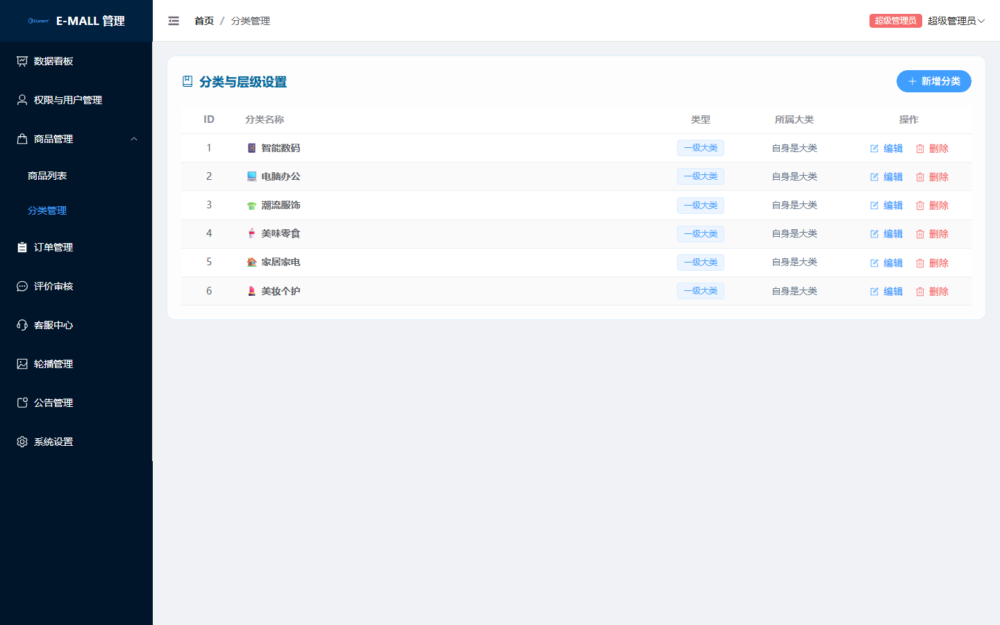 ELement E-MALL 管理
首页 / 分类管理
超级管理员 超级管理员
数据看板
权限与用户管理
商品管理
商品列表
分类管理
订单管理
评价审核
客服中心
轮播管理
公告管理
系统设置
分类与层级设置
新增分类
ID 分类名称 类型 所属大类 操作
1 智能数码 一级大类 自身是大类 编辑 删除
2 电脑办公 一级大类 自身是大类 编辑 删除
3 潮流服饰 一级大类 自身是大类 编辑 删除
4 美味零食 一级大类 自身是大类 编辑 删除
5 家居家电 一级大类 自身是大类 编辑 删除
6 美妆个护 一级大类 自身是大类 编辑 删除